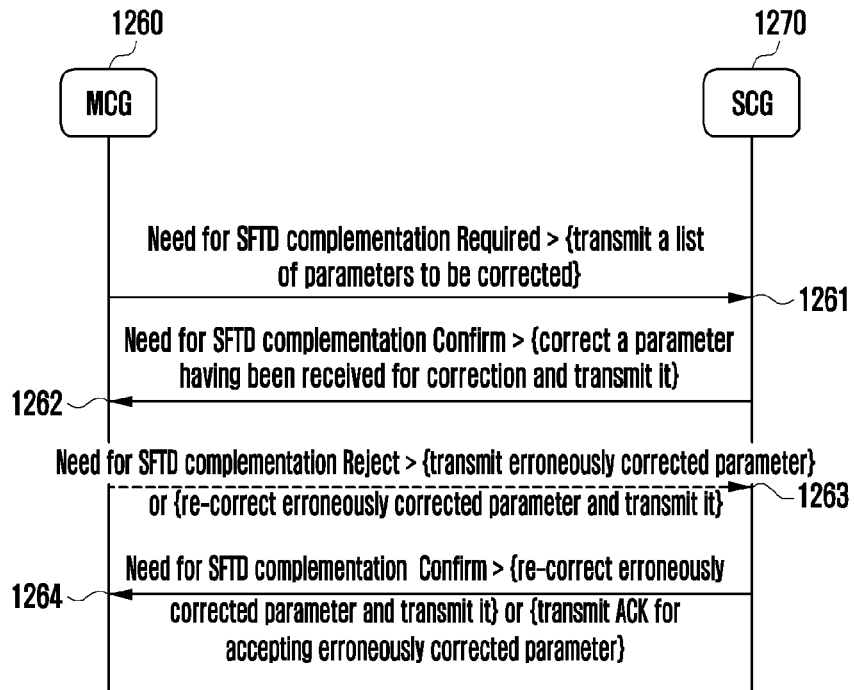 1260
1270
MCG
SCG
Need for SFTD complementation Required > {transmit a list
of parameters to be corrected}
1261
Need for SFTD complementation Confirm > {correct a parameter
having been received for correction and transmit it}
1262
Need for SFTD complementation Reject > {transmit erroneously corrected parameter}
or {re-correct erroneously corrected parameter and transmit it}
1263
Need for SFTD complementation Confirm > {re-correct erroneously
1264
corrected parameter and transmit it} or {transmit ACK for
accepting erroneously corrected parameter}